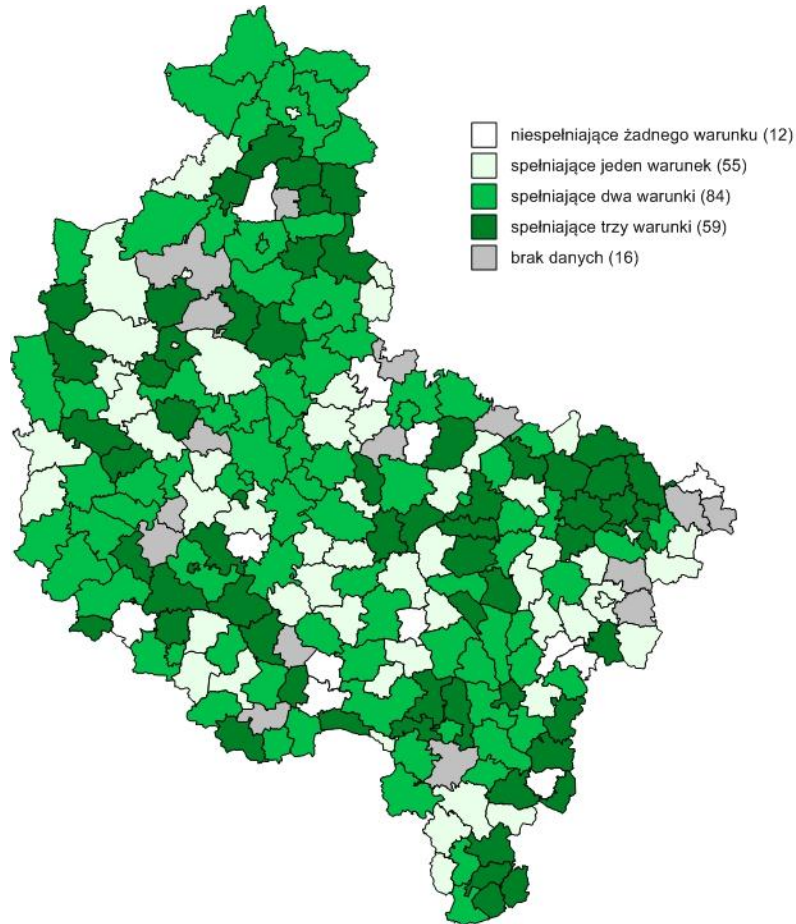 niespełniające żadnego warunku (12)
spełniające jeden warunek (55)
spełniające dwa warunki (84)
spełniające trzy warunki (59)
brak danych (16)